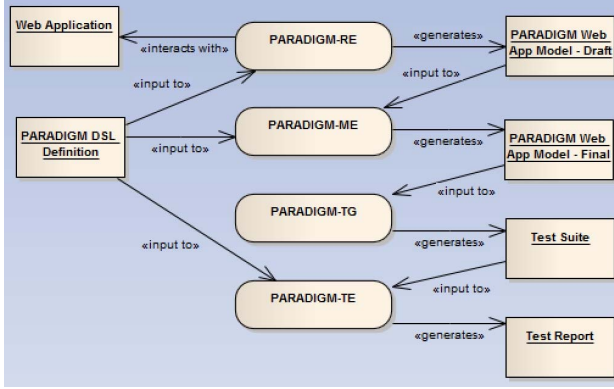 Web Application
«interacts with»
PARADIGM-RE
«generates»
PARADIGM Web
App Model - Draft
«input to»
«input to»
PARADIGM DSL
Definition
«input to»
PARADIGM-ME
«generates»
PARADIGM Web
App Model - Final
«input to»
PARADIGM-TG
«input to»
«generates»
Test Suite
«input to»
PARADIGM-TE
«generates»
Test Report